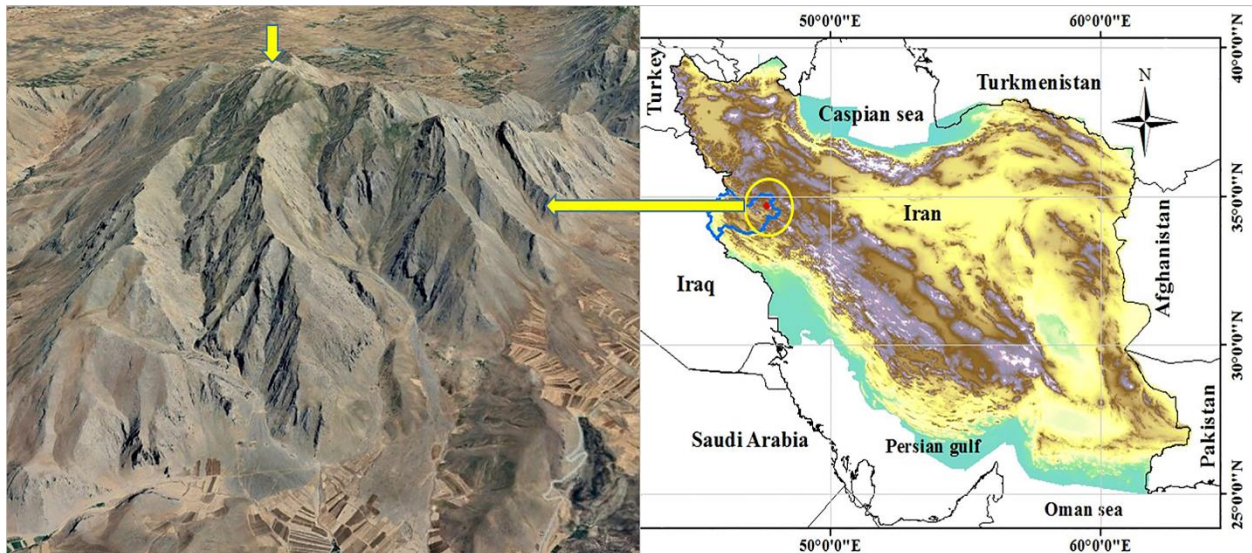 50°0'0"E
60°0'0"E
40°0'0"N
Turkey
Turkmenistan
N
Caspian sea
35°0'0"N
Iran
Afghanistan
Iraq
30°0'0"N
Saudi Arabia
Persian gulf
Pakistan
Oman sea
25°0'0"N
50°0'0"E
60°0'0"E